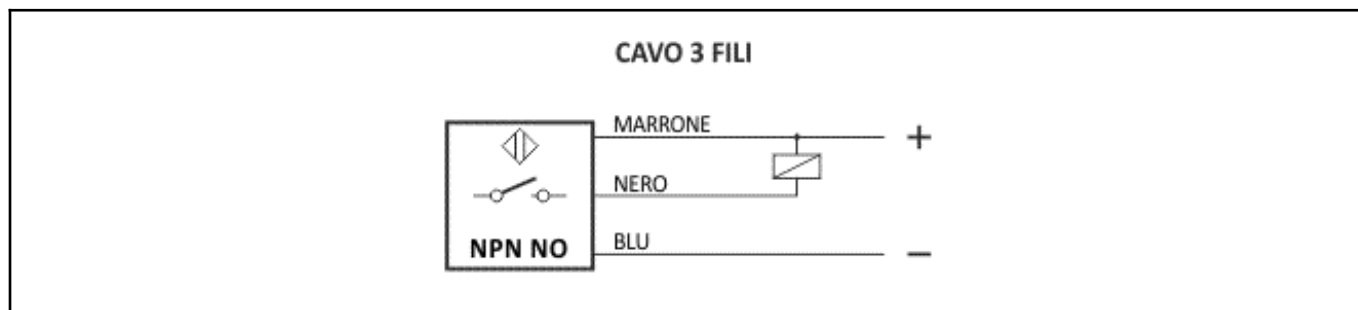 CAVO 3 FILI
MARRONE
+
NERO
NPN NO
BLU
−